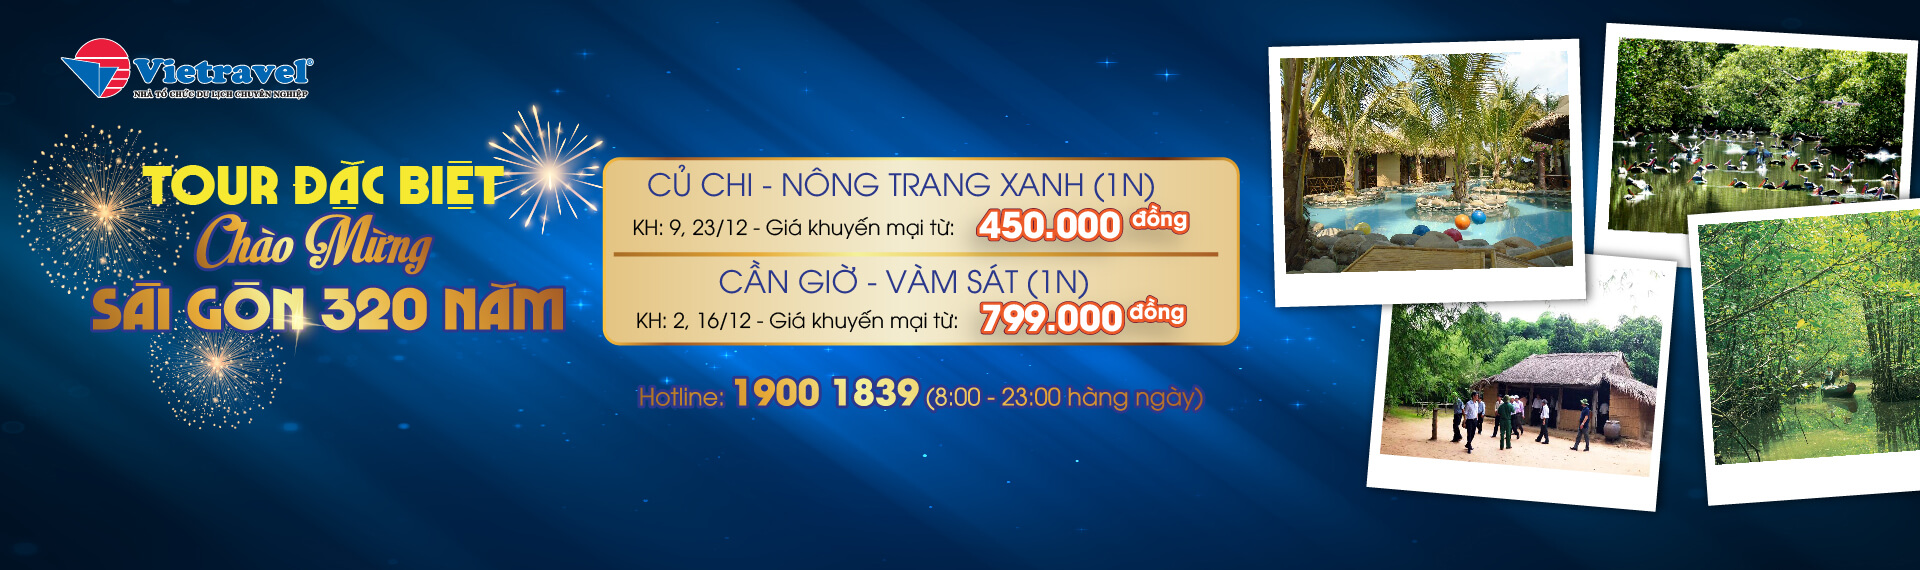 Vietravel®
NHÀ TỔ CHỨC DU LỊCH CHUYÊN NGHIỆP
TOUR ĐẶC BIỆT
Chào Mừng
SÀI GÒN 320 NĂM
CỦ CHI - NÔNG TRANG XANH (1N)
KH: 9, 23/12 - Giá khuyến mại từ: 450.000 đồng
CẦN GIỜ - VÀM SÁT (1N)
KH: 2, 16/12 - Giá khuyến mại từ: 799.000 đồng
Hotline: 1900 1839 (8:00 - 23:00 hàng ngày)